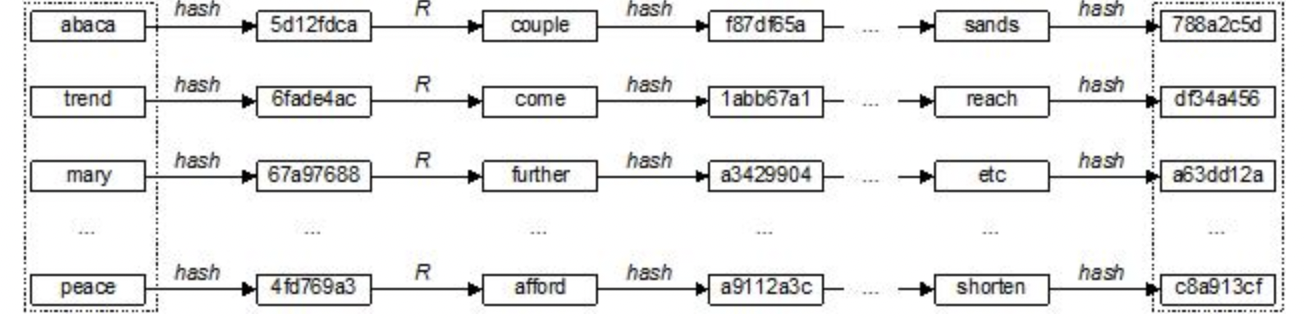 hash R hash hash
abaca 5d12fdca couple f87df65a ... sands 788a2c5d
hash R hash hash
trend 6fade4ac come 1abb67a1 ... reach df34a456
hash R hash hash
mary 67a97688 further a3429904 ... etc a63dd12a
... ... ... ... ... ...
hash R hash hash
peace 4fd769a3 afford a9112a3c ... shorten c8a913cf